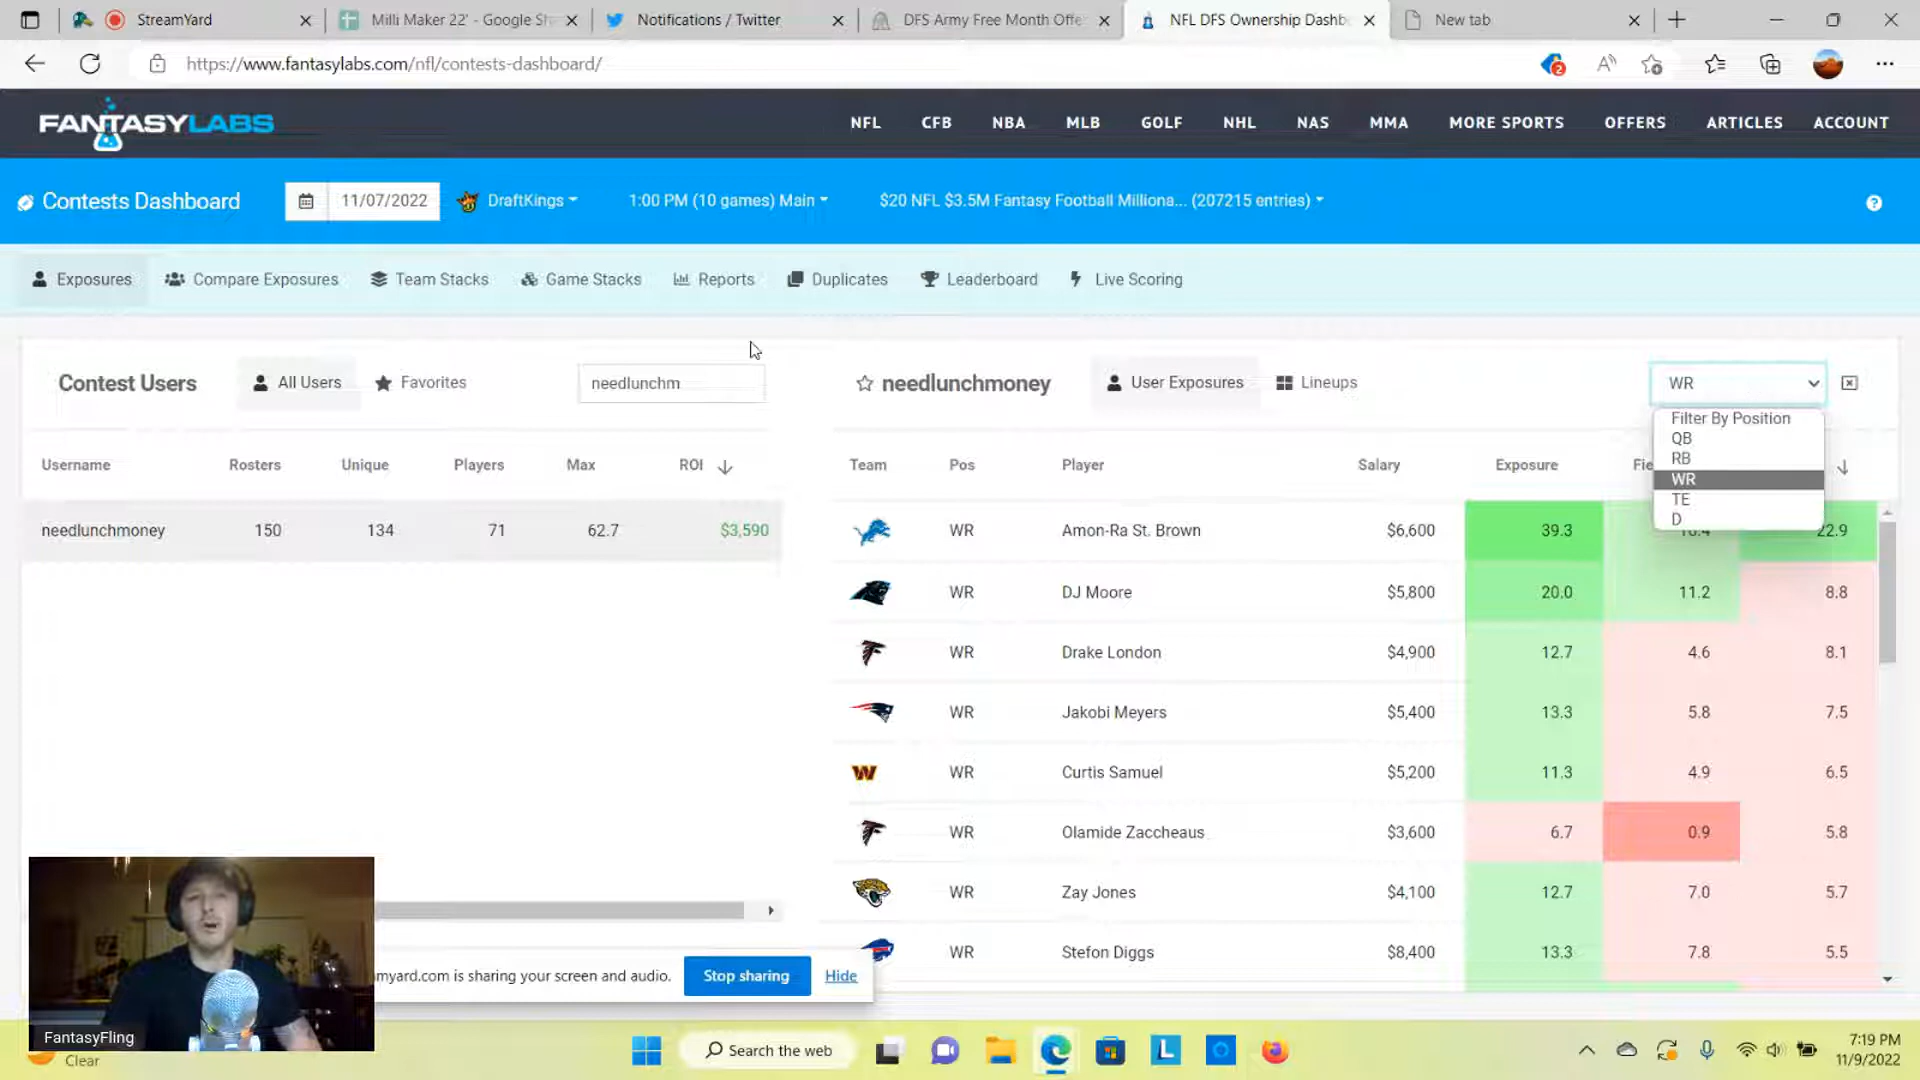 StreamYard
Milli Maker 22' - Google Sh
Notifications / Twitter
DFS Army Free Month Offe
NFL DFS Ownership Dashb
New tab
https://www.fantasylabs.com/nfl/contests-dashboard/
2
FANTASYLABS
NFL CFB NBA MLB GOLF NHL NAS MMA MORE SPORTS OFFERS ARTICLES ACCOUNT
Contests Dashboard
11/07/2022
DraftKings
1:00 PM (10 games) Main
$20 NFL $3.5M Fantasy Football Milliona... (207215 entries)
?
Exposures Compare Exposures Team Stacks Game Stacks Reports Duplicates Leaderboard Live Scoring
Contest Users All Users Favorites needlunchm
Username Rosters Unique Players Max ROI
needlunchmoney 150 134 71 62.7 $3,590
needlunchmoney User Exposures Lineups
WR
Filter By Position
QB
RB
WR
TE
D
Team Pos Player Salary Exposure Fie
WR Amon-Ra St. Brown $6,600 39.3 22.9
WR DJ Moore $5,800 20.0 11.2 8.8
WR Drake London $4,900 12.7 4.6 8.1
WR Jakobi Meyers $5,400 13.3 5.8 7.5
WR Curtis Samuel $5,200 11.3 4.9 6.5
WR Olamide Zaccheaus $3,600 6.7 0.9 5.8
WR Zay Jones $4,100 12.7 7.0 5.7
WR Stefon Diggs $8,400 13.3 7.8 5.5
myard.com is sharing your screen and audio.
Stop sharing
Hide
FantasyFling
Clear
Search the web
L
7:19 PM
11/9/2022